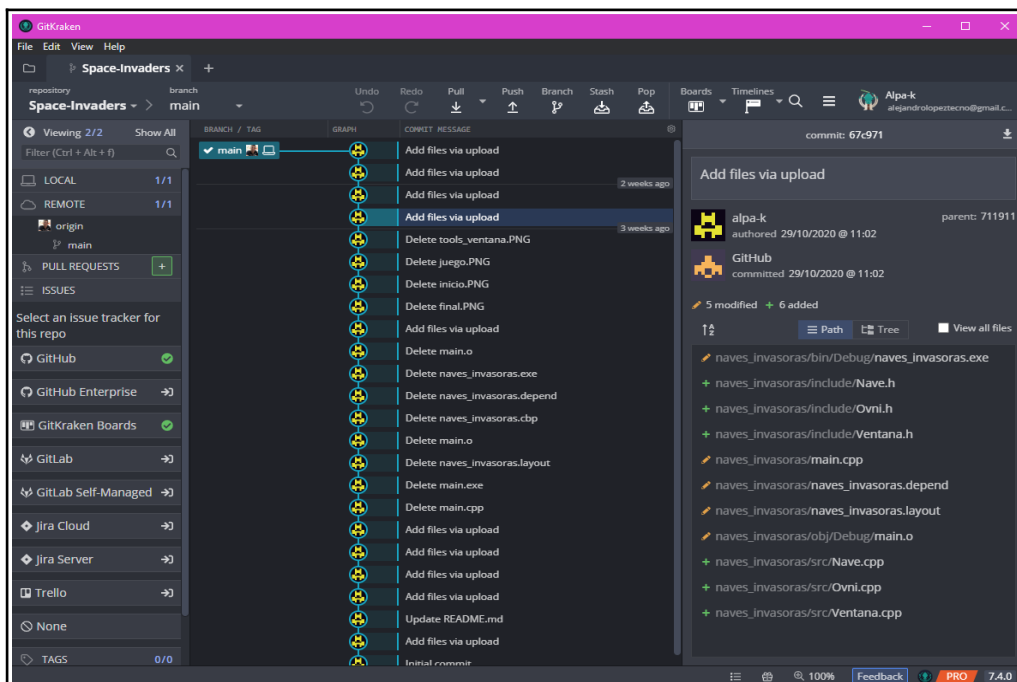 GitKraken
File Edit View Help
Space-Invaders × +
repository
Space-Invaders
branch
main
Undo Redo Pull Push Branch Stash Pop Boards Timelines
Alpa-k
alejandrolopeztecno@gmail.c...
Viewing 2/2 Show All
Filter (Ctrl + Alt + f)
LOCAL 1/1
REMOTE 1/1
origin
main
PULL REQUESTS +
ISSUES
Select an issue tracker for
this repo
GitHub
GitHub Enterprise
GitKraken Boards
GitLab
GitLab Self-Managed
Jira Cloud
Jira Server
Trello
None
TAGS 0/0
BRANCH / TAG GRAPH COMMIT MESSAGE
main
Add files via upload
Add files via upload
2 weeks ago
Add files via upload
Add files via upload
3 weeks ago
Delete tools_ventana.PNG
Delete juego.PNG
Delete inicio.PNG
Delete final.PNG
Add files via upload
Delete main.o
Delete naves_invasoras.exe
Delete naves_invasoras.depend
Delete naves_invasoras.cbp
Delete main.o
Delete naves_invasoras.layout
Delete main.exe
Delete main.cpp
Add files via upload
Add files via upload
Add files via upload
Add files via upload
Update README.md
Add files via upload
Initial commit
commit: 67c971
Add files via upload
alpa-k
authored 29/10/2020 @ 11:02
parent: 711911
GitHub
committed 29/10/2020 @ 11:02
5 modified + 6 added
Path Tree View all files
naves_invasoras/bin/Debug/naves_invasoras.exe
+ naves_invasoras/include/Nave.h
+ naves_invasoras/include/Ovni.h
+ naves_invasoras/include/Ventana.h
naves_invasoras/main.cpp
naves_invasoras/naves_invasoras.depend
naves_invasoras/naves_invasoras.layout
naves_invasoras/obj/Debug/main.o
+ naves_invasoras/src/Nave.cpp
+ naves_invasoras/src/Ovni.cpp
+ naves_invasoras/src/Ventana.cpp
100% Feedback PRO 7.4.0